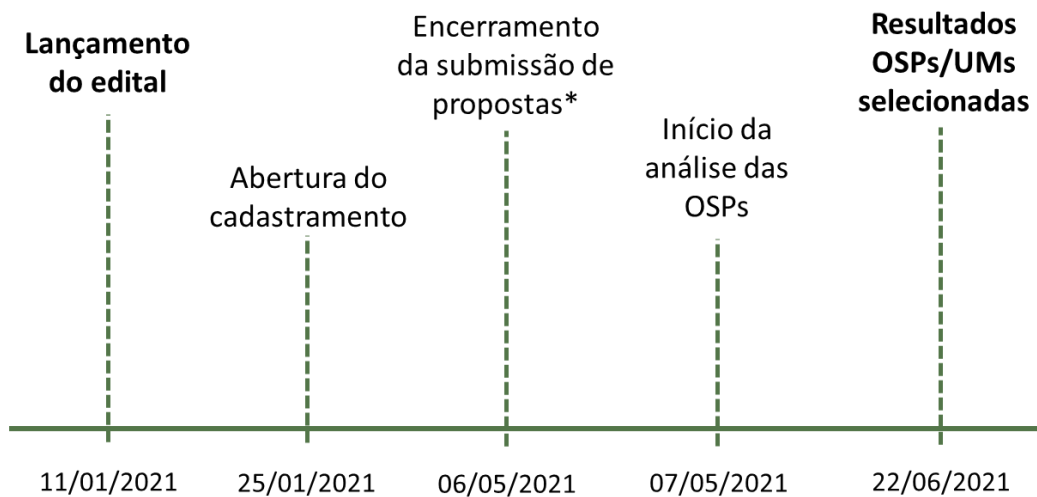 Lançamento
do edital
Abertura do
cadastramento
Encerramento
da submissão de
propostas*
Início da
análise das
OSPs
Resultados
OSPs/UMs
selecionadas
11/01/2021
25/01/2021
06/05/2021
07/05/2021
22/06/2021